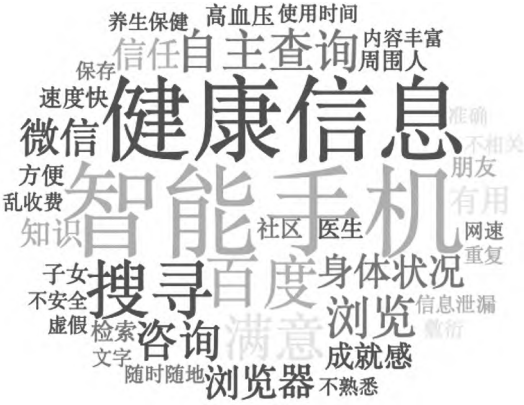 养生保健 高血压 使用时间
信任 自主查询 内容丰富
保存 周围人
速度快 健康信息 准确
微信 不相关
方便 智能手机 朋友
乱收费 有用
知识 社区 医生 网速
重复
子女 搜寻 百度 身体状况
不安全 浏览 信息泄漏
虚假 检索 咨询 满意 敷衍
文字 成就感
随时随地 浏览器 不熟悉